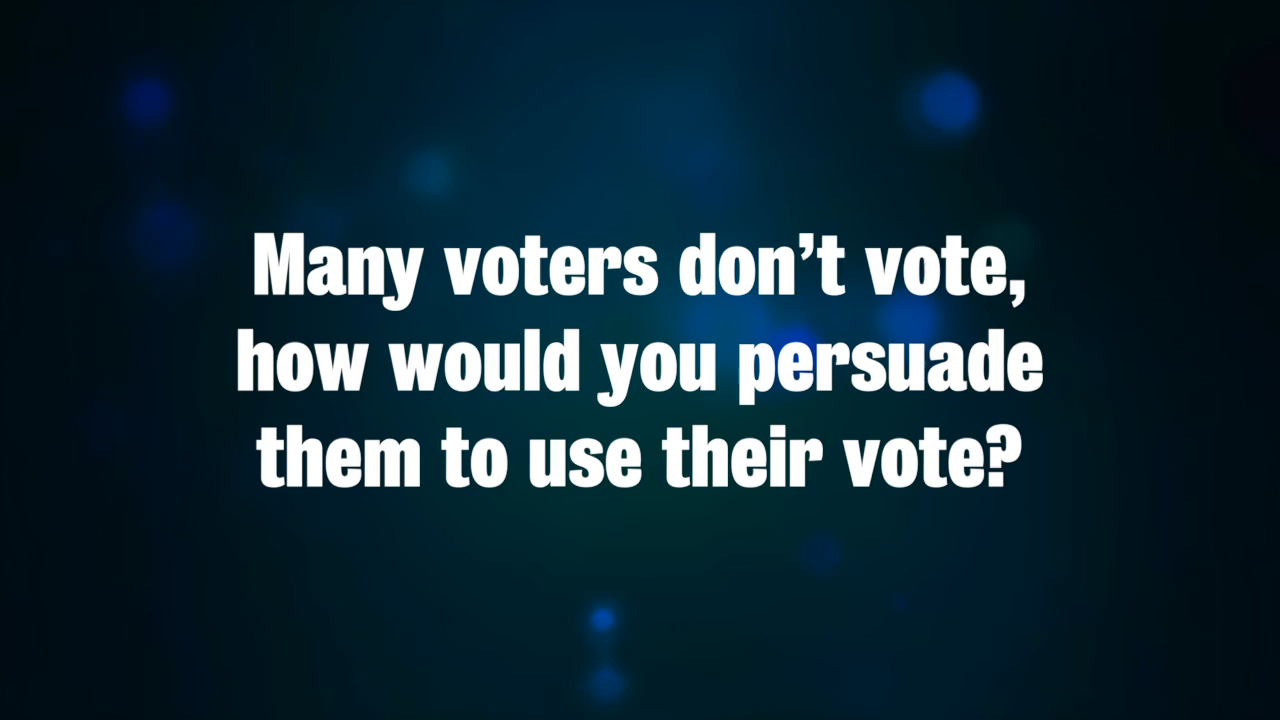 Many voters don’t vote,
how would you persuade
them to use their vote?